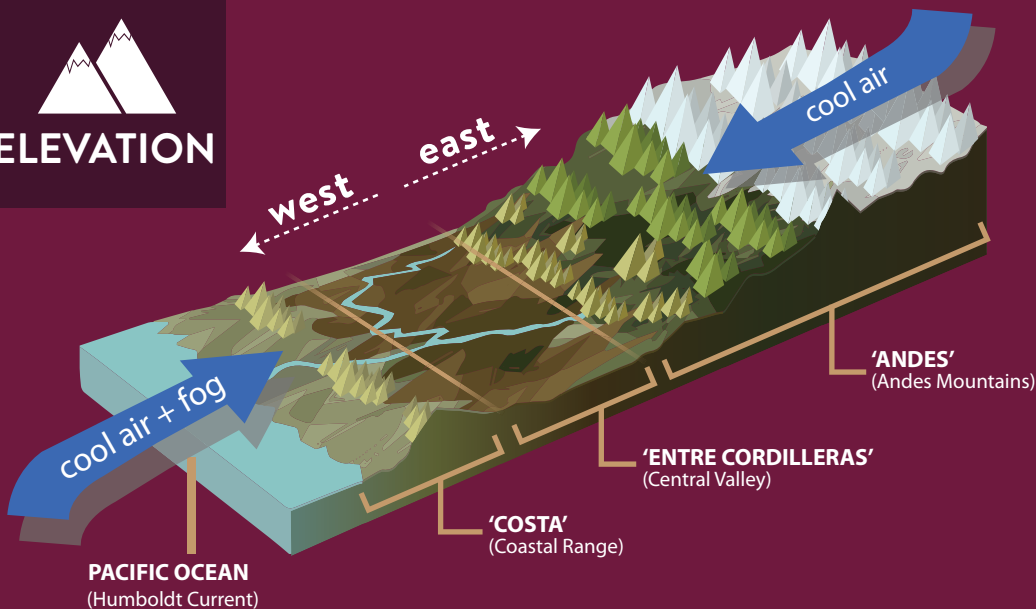 ELEVATION
cool air
east
west
cool air + fog
'ANDES'
(Andes Mountains)
'ENTRE CORDILLERAS'
(Central Valley)
'COSTA'
(Coastal Range)
PACIFIC OCEAN
(Humboldt Current)